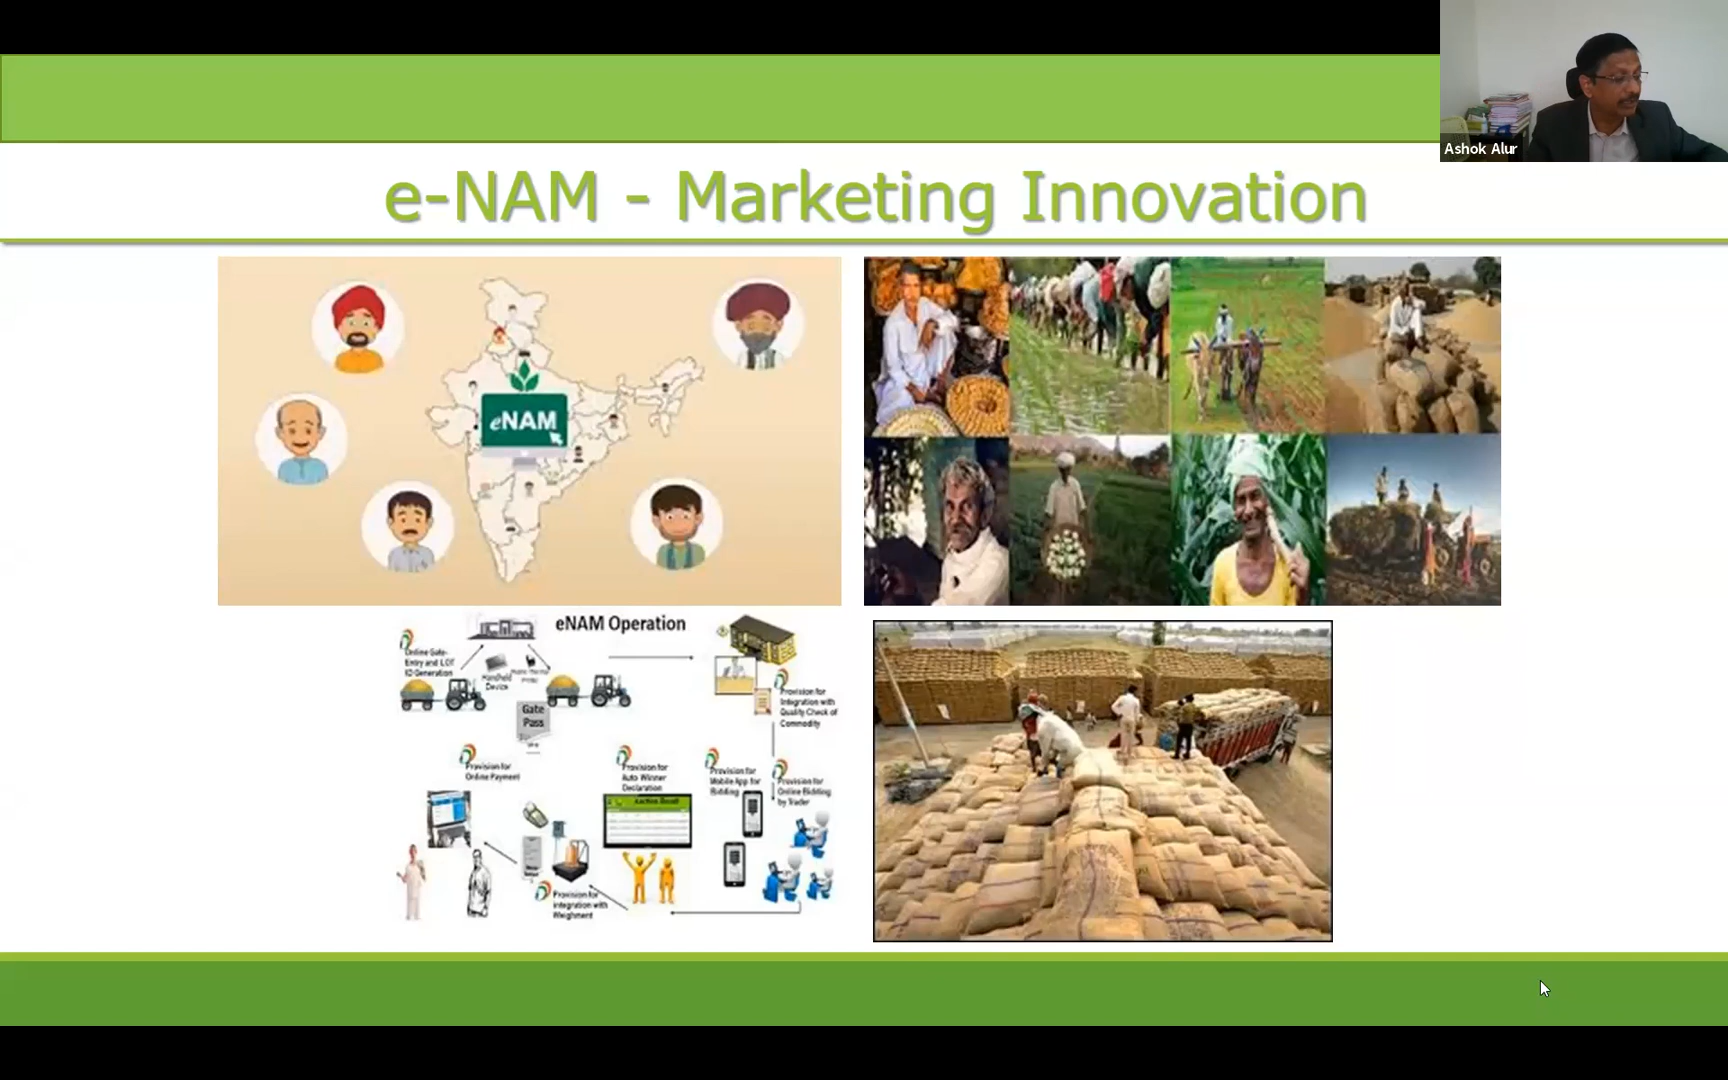 Ashok Alur
e-NAM - Marketing Innovation
eNAM
eNAM Operation
Online Gate-
Entry and LOT
ID Generation
Handheld
Device
Gate
Pass
Provision for
Integration with
Quality Check of
Commodity
Provision for
Online Payment
Provision for
Auto Winner
Declaration
Provision for
Mobile App for
Bidding
Provision for
Online Bidding
by Trader
Auction Result
Provision for
Integration with
Weighment